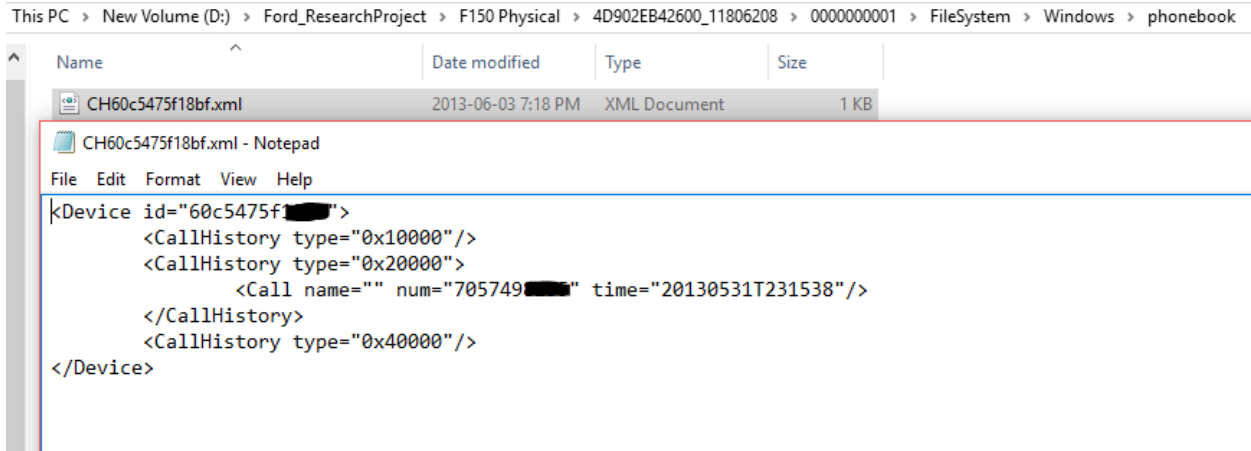 This PC > New Volume (D:) > Ford_ResearchProject > F150 Physical > 4D902EB42600_11806208 > 0000000001 > FileSystem > Windows > phonebook
Name Date modified Type Size
CH60c5475f18bf.xml 2013-06-03 7:18 PM XML Document 1 KB
CH60c5475f18bf.xml - Notepad
File Edit Format View Help
<Device id="60c5475f1">
<CallHistory type="0x10000"/>
<CallHistory type="0x20000">
<Call name="" num="705749" time="20130531T231538"/>
</CallHistory>
<CallHistory type="0x40000"/>
</Device>